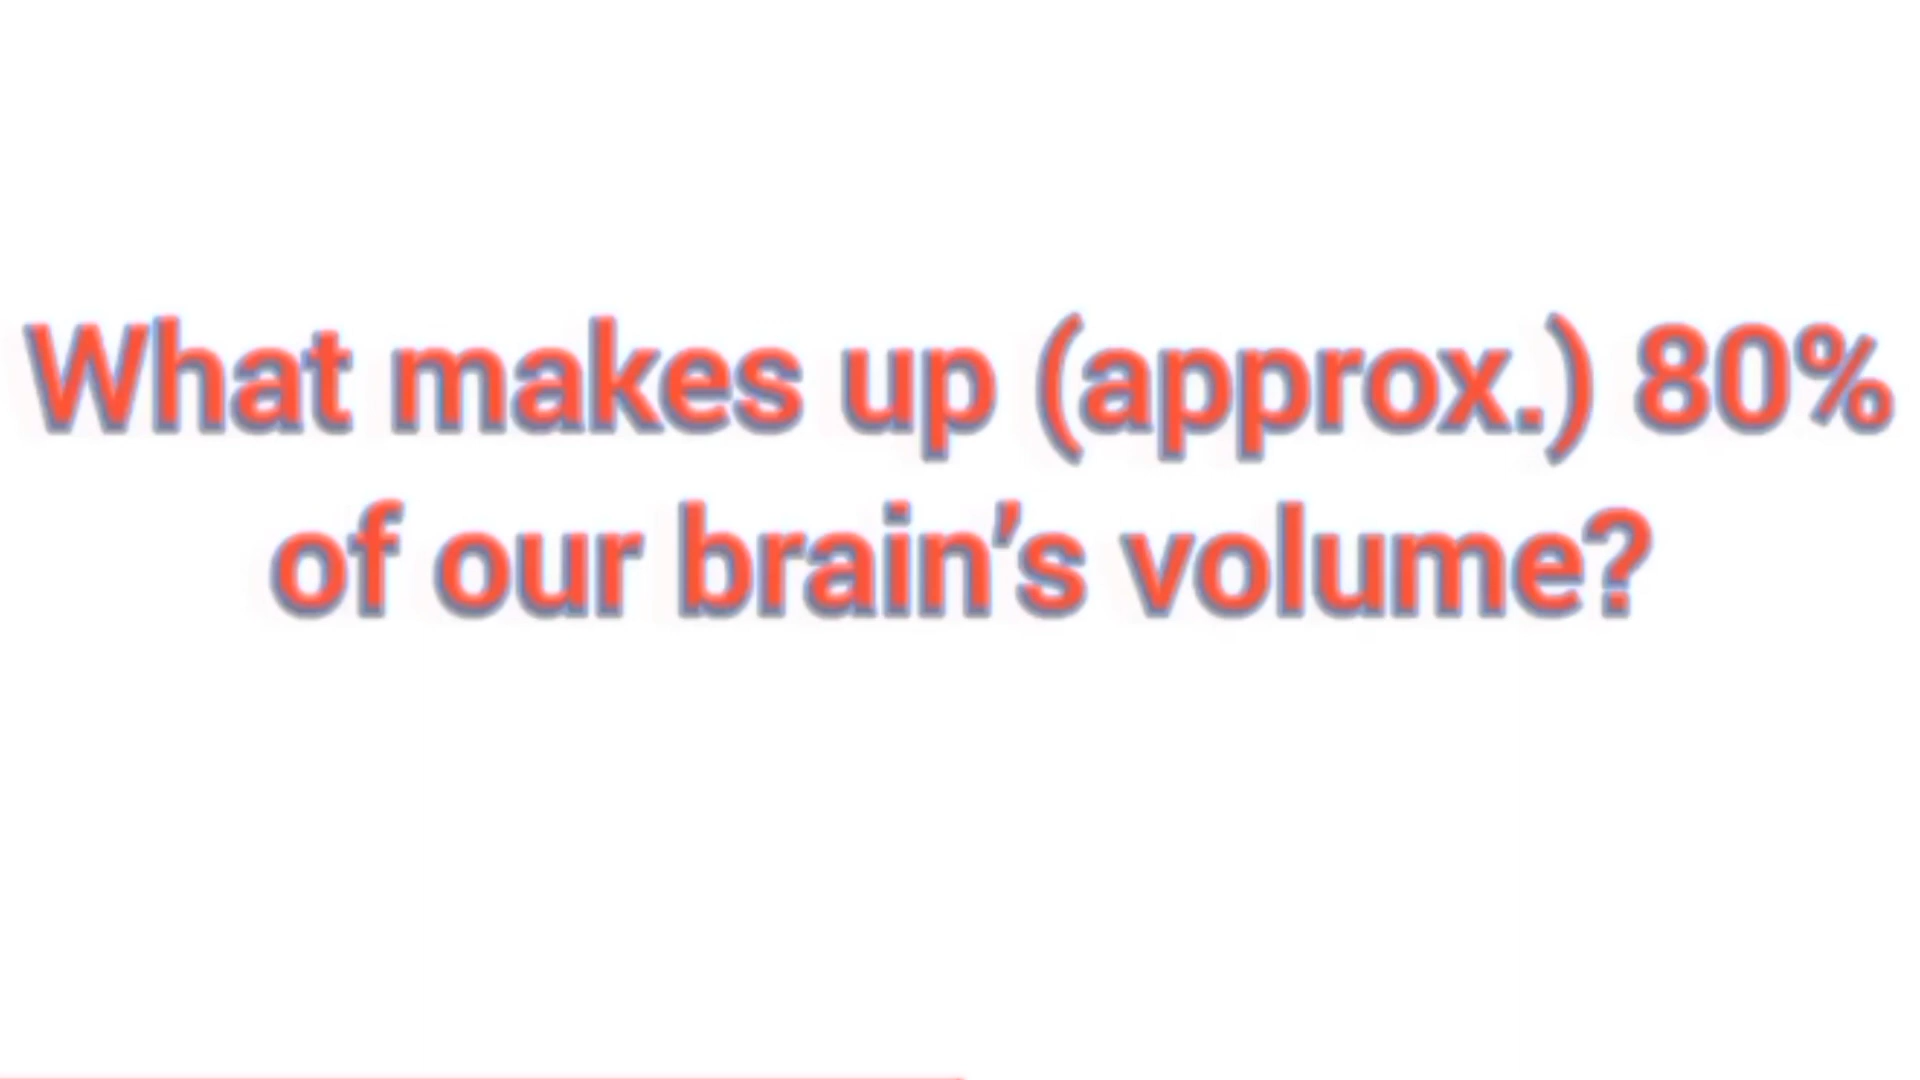 What makes up (approx.) 80%
of our brain’s volume?